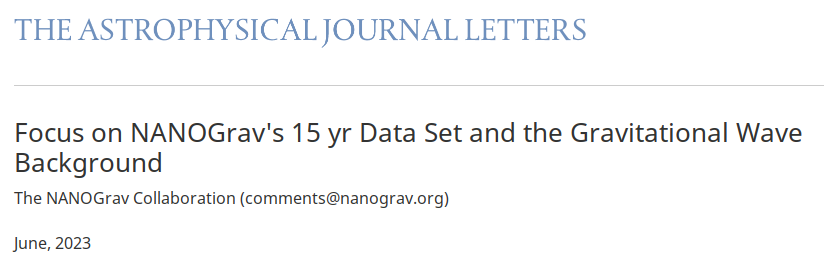 THE ASTROPHYSICAL JOURNAL LETTERS
Focus on NANOGrav's 15 yr Data Set and the Gravitational Wave
Background
The NANOGrav Collaboration (comments@nanograv.org)
June, 2023